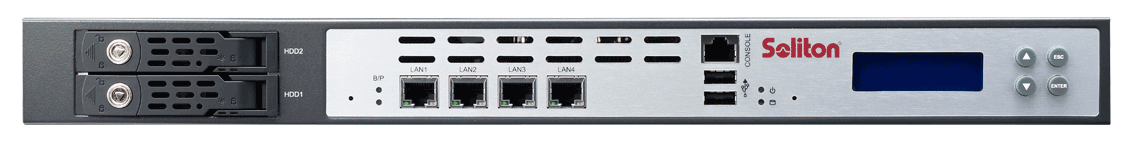 HDD2
HDD1
B/P
LAN1 LAN2 LAN3 LAN4
CONSOLE
Soliton
ESC
ENTER